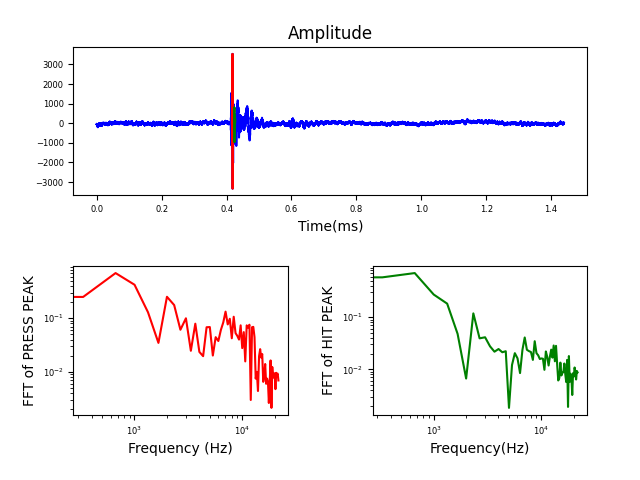 Amplitude
3000
2000
1000
0
−1000
−2000
−3000
0.0 0.2 0.4 0.6 0.8 1.0 1.2 1.4
Time(ms)
FFT of PRESS PEAK
10⁻¹
10⁻²
10³ 10⁴
Frequency (Hz)
FFT of HIT PEAK
10⁻¹
10⁻²
10³ 10⁴
Frequency(Hz)